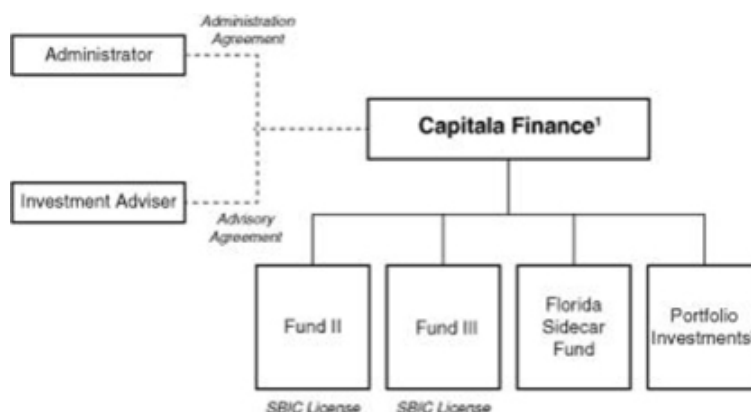 Administration
Agreement
Administrator
Capitala Finance¹
Investment Adviser
Advisory
Agreement
Fund II
Fund III
Florida
Sidecar
Fund
Portfolio
Investments
SBIC License
SBIC License